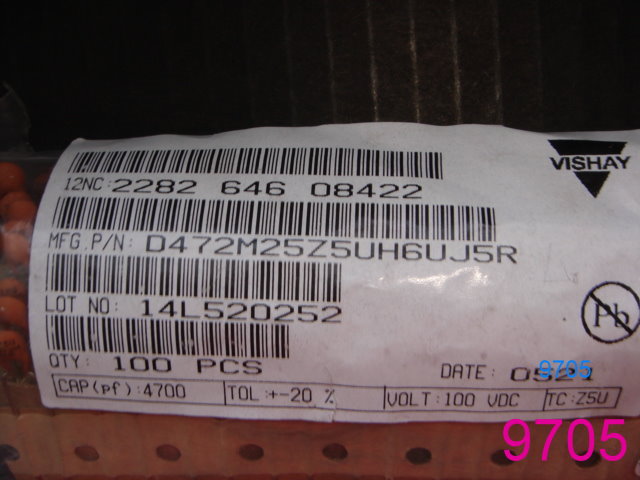 VISHAY
12NC: 2282 646 08422
MFG.P/N: D472M25Z5UH6UJ5R
LOT NO: 14L520252
Pb
QTY: 100 PCS
DATE:
9705
CAP(pf):4700 TOL:+-20 % VOLT:100 VDC TC:Z5U
9705